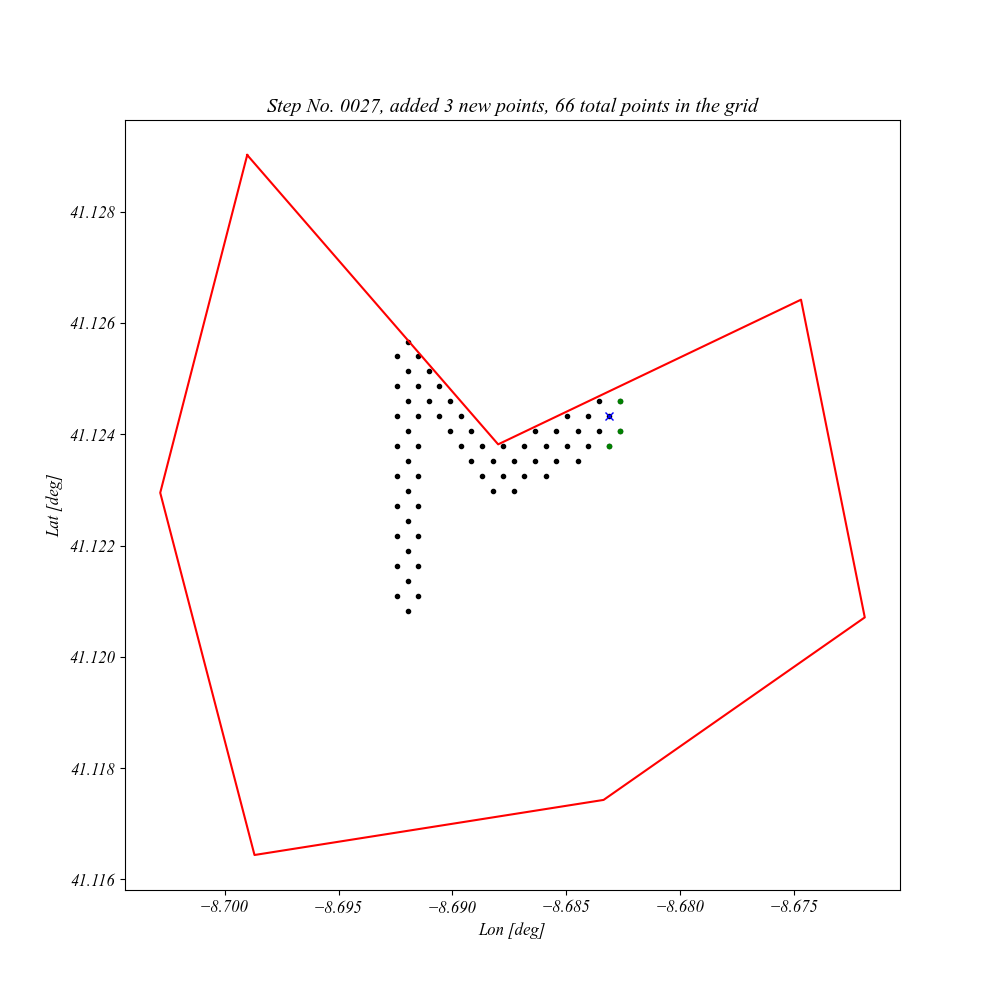 Step No. 0027, added 3 new points, 66 total points in the grid
41.128
41.126
41.124
41.122
41.120
41.118
41.116
Lat [deg]
−8.700 −8.695 −8.690 −8.685 −8.680 −8.675
Lon [deg]